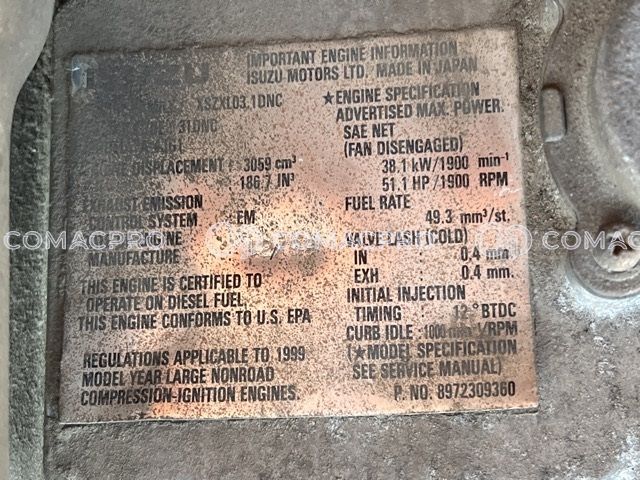 IMPORTANT ENGINE INFORMATION
ISUZU MOTORS LTD. MADE IN JAPAN
XSZXL03.1DNC
31DNC
DISPLACEMENT : 3059 cm³
186.7 IN³
EXHAUST EMISSION
CONTROL SYSTEM : EM
ENGINE
MANUFACTURE :
THIS ENGINE IS CERTIFIED TO
OPERATE ON DIESEL FUEL.
THIS ENGINE CONFORMS TO U.S. EPA
REGULATIONS APPLICABLE TO 1999
MODEL YEAR LARGE NONROAD
COMPRESSION-IGNITION ENGINES.
★ENGINE SPECIFICATION
ADVERTISED MAX. POWER.
SAE NET
(FAN DISENGAGED)
38.1 kW/1900 min⁻¹
51.1 HP/1900 RPM
FUEL RATE
49.3 mm³/st.
VALVE LASH (COLD)
IN : 0.4 mm.
EXH : 0.4 mm.
INITIAL INJECTION
TIMING : 12° BTDC
CURB IDLE : /RPM
(★MODEL SPECIFICATION
SEE SERVICE MANUAL)
P. NO. 8972309360
COMACPRO COMACPRO COMACPRO